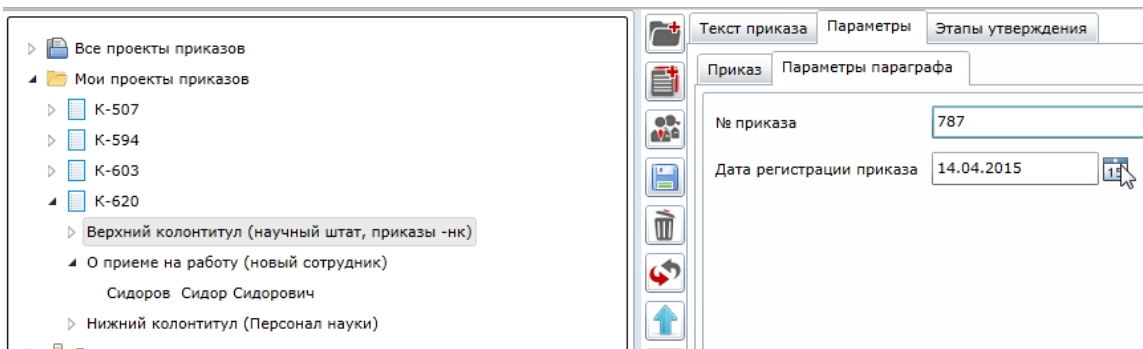 Все проекты приказов
Мои проекты приказов
К-507
К-594
К-603
К-620
Верхний колонтитул (научный штат, приказы -нк)
О приеме на работу (новый сотрудник)
Сидоров Сидор Сидорович
Нижний колонтитул (Персонал науки)
Текст приказа Параметры Этапы утверждения
Приказ Параметры параграфа
№ приказа 787
Дата регистрации приказа 14.04.2015 15